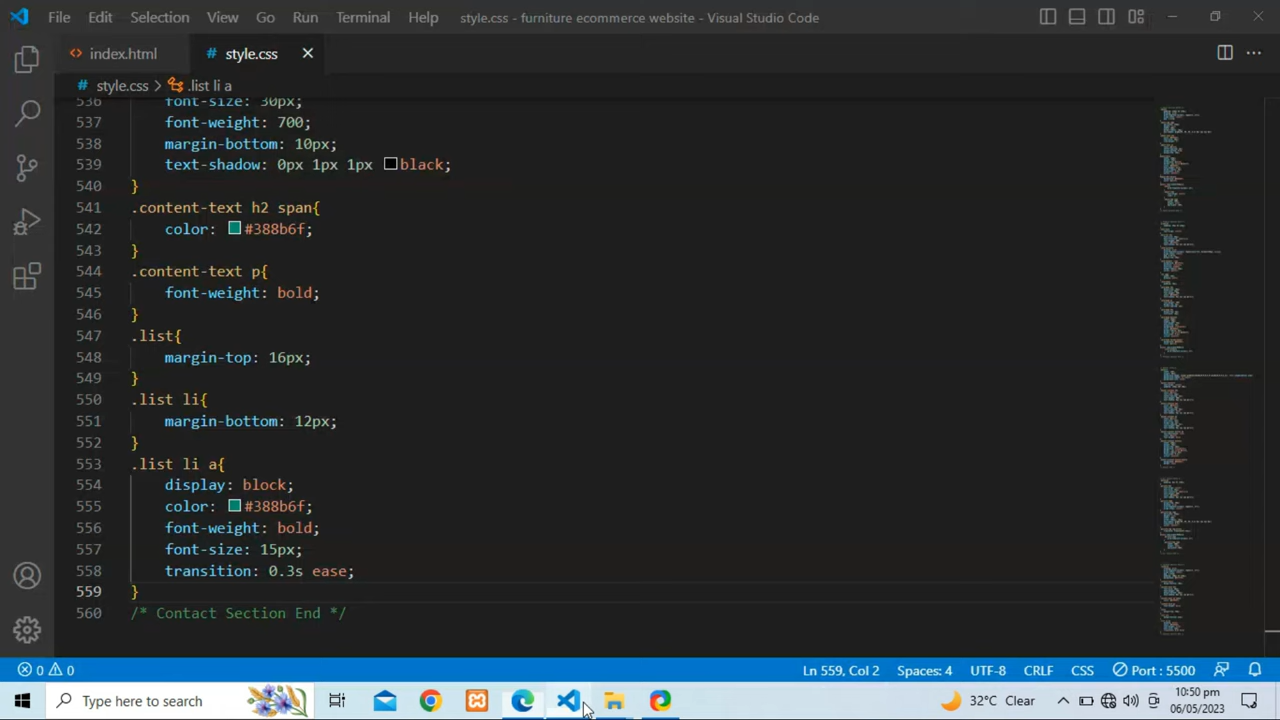 File Edit Selection View Go Run Terminal Help style.css - furniture ecommerce website - Visual Studio Code
index.html # style.css ×
# style.css > .list li a
536 font-size: 30px;
537 font-weight: 700;
538 margin-bottom: 10px;
539 text-shadow: 0px 1px 1px black;
540 }
541 .content-text h2 span{
542 color: #388b6f;
543 }
544 .content-text p{
545 font-weight: bold;
546 }
547 .list{
548 margin-top: 16px;
549 }
550 .list li{
551 margin-bottom: 12px;
552 }
553 .list li a{
554 display: block;
555 color: #388b6f;
556 font-weight: bold;
557 font-size: 15px;
558 transition: 0.3s ease;
559 }
560 /* Contact Section End */
0 0 Ln 559, Col 2 Spaces: 4 UTF-8 CRLF CSS Port : 5500
Type here to search 32°C Clear 10:50 pm
06/05/2023